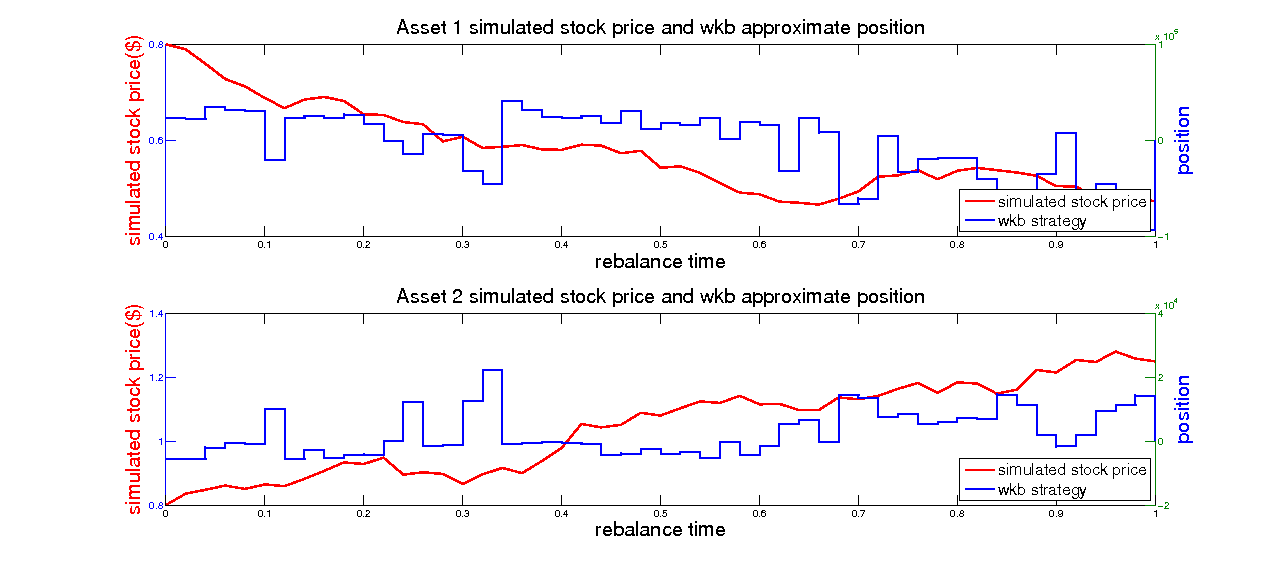 Asset 1 simulated stock price and wkb approximate position
x 10^5
simulated stock price($)
0.8
0.6
0.4
1
0
-1
position
simulated stock price
wkb strategy
0 0.1 0.2 0.3 0.4 0.5 0.6 0.7 0.8 0.9 1
rebalance time
Asset 2 simulated stock price and wkb approximate position
x 10^4
simulated stock price($)
1.4
1.2
1
0.8
4
2
0
-2
position
simulated stock price
wkb strategy
0 0.1 0.2 0.3 0.4 0.5 0.6 0.7 0.8 0.9 1
rebalance time